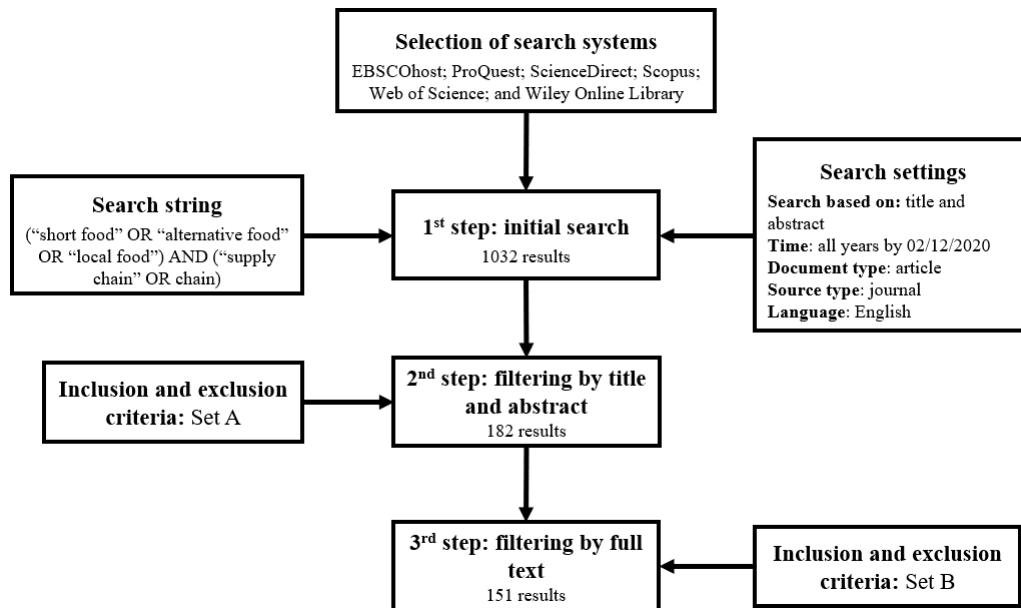 Selection of search systems
EBSCOhost; ProQuest; ScienceDirect; Scopus;
Web of Science; and Wiley Online Library
Search string
(“short food” OR “alternative food”
OR “local food”) AND (“supply
chain” OR chain)
1st step: initial search
1032 results
Search settings
Search based on: title and
abstract
Time: all years by 02/12/2020
Document type: article
Source type: journal
Language: English
Inclusion and exclusion
criteria: Set A
2nd step: filtering by title
and abstract
182 results
3rd step: filtering by full
text
151 results
Inclusion and exclusion
criteria: Set B